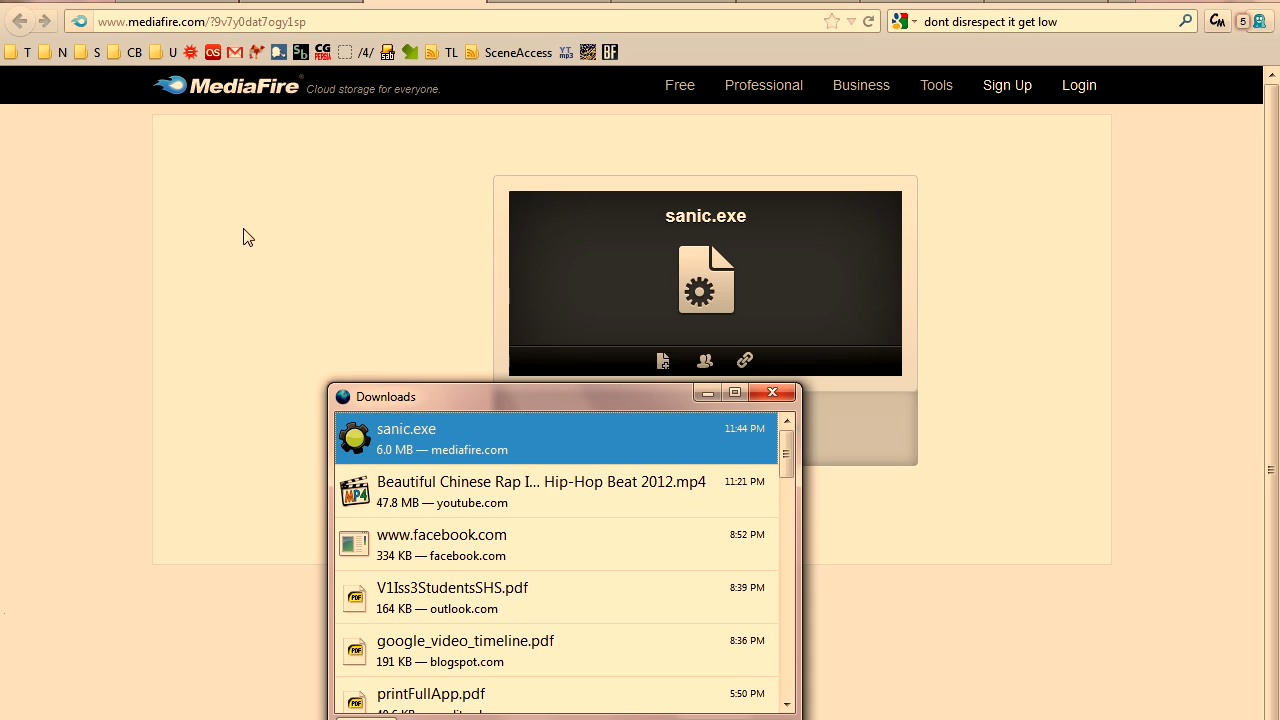 www.mediafire.com/?9v7y0dat7ogy1sp
dont disrespect it get low
5
T N S CB U /4/ TL SceneAccess YT mp3 BF
MediaFire Cloud storage for everyone.
Free Professional Business Tools Sign Up Login
sanic.exe
Downloads
sanic.exe 11:44 PM
6.0 MB — mediafire.com
Beautiful Chinese Rap I... Hip-Hop Beat 2012.mp4 11:21 PM
47.8 MB — youtube.com
www.facebook.com 8:52 PM
334 KB — facebook.com
V1Iss3StudentsSHS.pdf 8:39 PM
164 KB — outlook.com
google_video_timeline.pdf 8:36 PM
191 KB — blogspot.com
printFullApp.pdf 5:50 PM